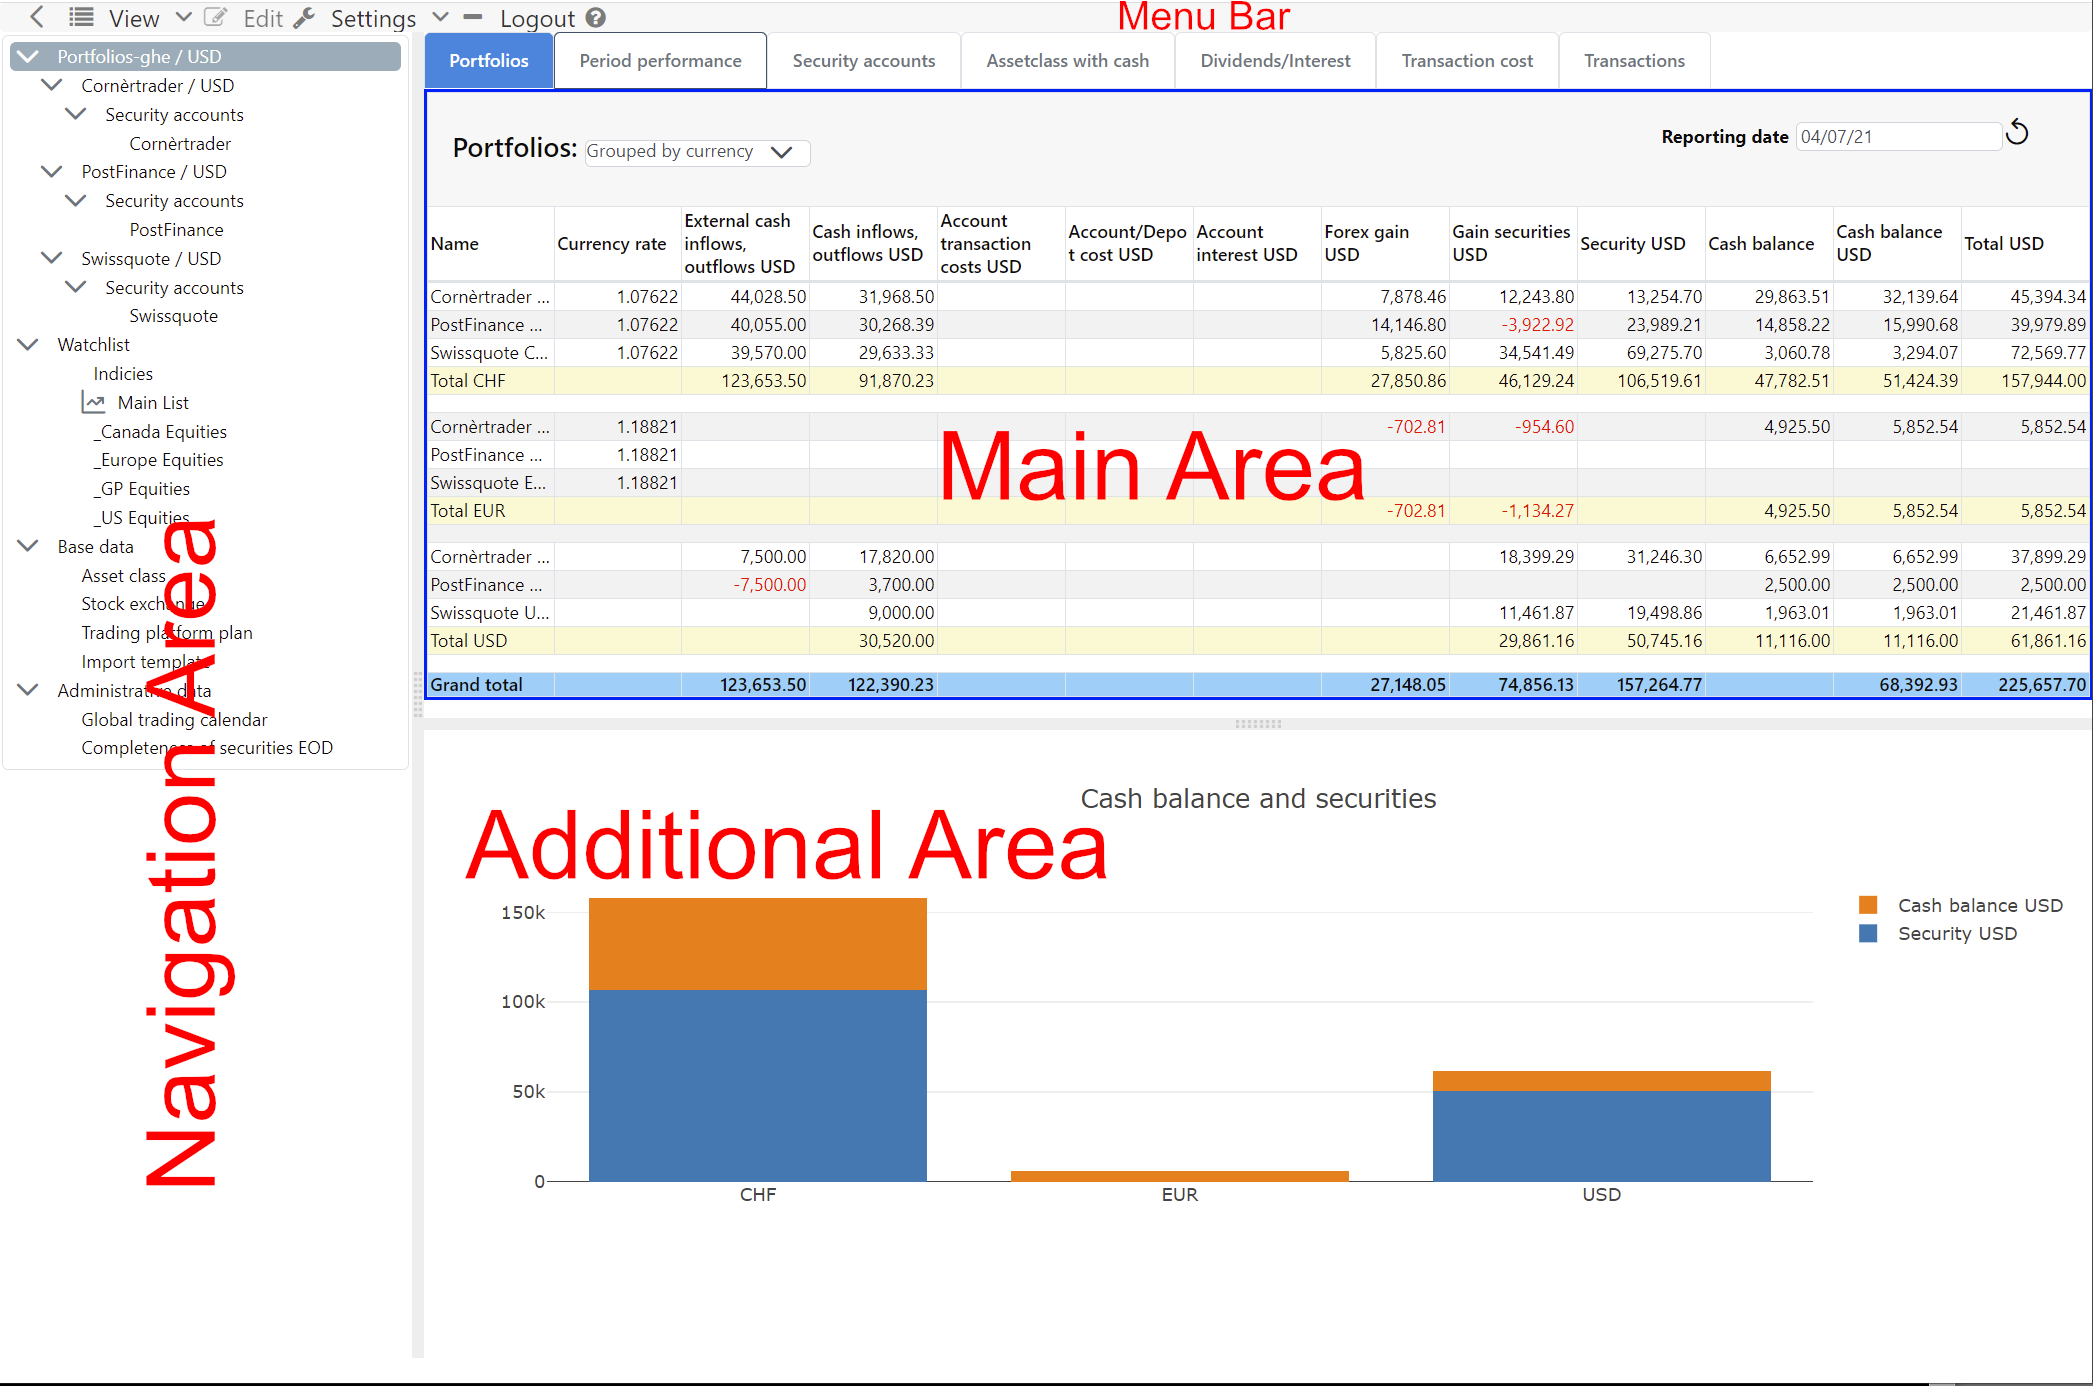 View Edit Settings Logout
Menu Bar
Portfolios-ghe / USD
Cornèrtrader / USD
Security accounts
Cornèrtrader
PostFinance / USD
Security accounts
PostFinance
Swissquote / USD
Security accounts
Swissquote
Watchlist
Indicies
Main List
_Canada Equities
_Europe Equities
_GP Equities
_US Equities
Base data
Asset class
Stock exchange
Trading platform plan
Import template
Administrative data
Global trading calendar
Completeness of securities EOD
Navigation Area
Portfolios Period performance Security accounts Assetclass with cash Dividends/Interest Transaction cost Transactions
Portfolios: Grouped by currency
Reporting date 04/07/21
Name Currency rate External cash inflows, outflows USD Cash inflows, outflows USD Account transaction costs USD Account/Depot cost USD Account interest USD Forex gain USD Gain securities USD Security USD Cash balance Cash balance USD Total USD
Cornèrtrader ... 1.07622 44,028.50 31,968.50 7,878.46 12,243.80 13,254.70 29,863.51 32,139.64 45,394.34
PostFinance ... 1.07622 40,055.00 30,268.39 14,146.80 -3,922.92 23,989.21 14,858.22 15,990.68 39,979.89
Swissquote C... 1.07622 39,570.00 29,633.33 5,825.60 34,541.49 69,275.70 3,060.78 3,294.07 72,569.77
Total CHF 123,653.50 91,870.23 27,850.86 46,129.24 106,519.61 47,782.51 51,424.39 157,944.00
Cornèrtrader ... 1.18821 -702.81 -954.60 4,925.50 5,852.54 5,852.54
PostFinance ... 1.18821
Swissquote E... 1.18821
Total EUR -702.81 -1,134.27 4,925.50 5,852.54 5,852.54
Main Area
Cornèrtrader ... 7,500.00 17,820.00 18,399.29 31,246.30 6,652.99 6,652.99 37,899.29
PostFinance ... -7,500.00 3,700.00 2,500.00 2,500.00 2,500.00
Swissquote U... 9,000.00 11,461.87 19,498.86 1,963.01 1,963.01 21,461.87
Total USD 30,520.00 29,861.16 50,745.16 11,116.00 11,116.00 61,861.16
Grand total 123,653.50 122,390.23 27,148.05 74,856.13 157,264.77 68,392.93 225,657.70
Cash balance and securities
Additional Area
150k
100k
50k
0
CHF EUR USD
Cash balance USD
Security USD